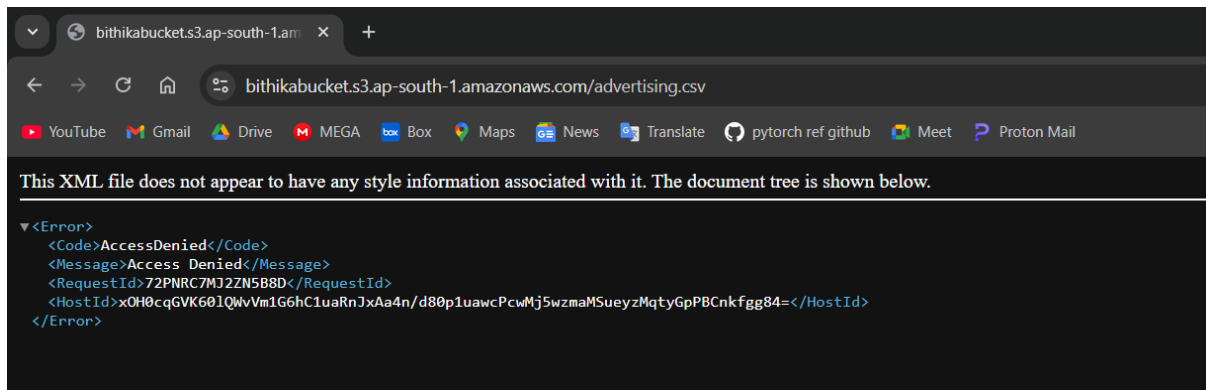 bithikabucket.s3.ap-south-1.am
bithikabucket.s3.ap-south-1.amazonaws.com/advertising.csv
YouTube Gmail Drive MEGA box Box Maps GE News Translate pytorch ref github Meet Proton Mail
This XML file does not appear to have any style information associated with it. The document tree is shown below.
▼<Error>
<Code>AccessDenied</Code>
<Message>Access Denied</Message>
<RequestId>72PNRC7MJ2ZN5B8D</RequestId>
<HostId>xOH0cqGVK60lQWvVm1G6hC1uaRnJxAa4n/d80p1uawcPcwMj5wzmaMSueyzMqtyGpPBCnkfgg84=</HostId>
</Error>